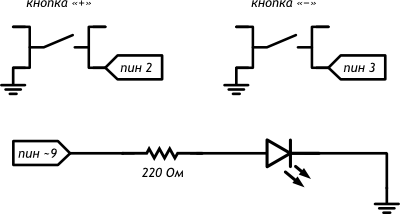 кнопка «+»
кнопка «−»
пин 2
пин 3
пин ~9
220 Ом